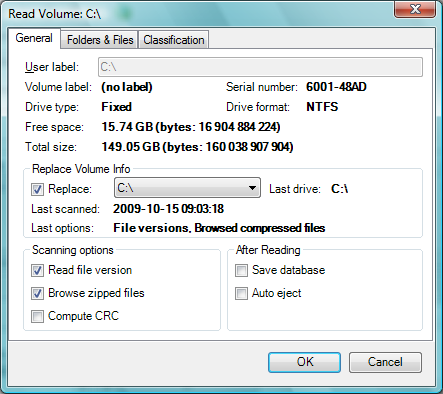 Read Volume: C:\
General Folders & Files Classification
User label: C:\
Volume label: (no label) Serial number: 6001-48AD
Drive type: Fixed Drive format: NTFS
Free space: 15.74 GB (bytes: 16 904 884 224)
Total size: 149.05 GB (bytes: 160 038 907 904)
Replace Volume Info
Replace: C:\ Last drive: C:\
Last scanned: 2009-10-15 09:03:18
Last options: File versions, Browsed compressed files
Scanning options After Reading
Read file version Save database
Browse zipped files Auto eject
Compute CRC
OK Cancel